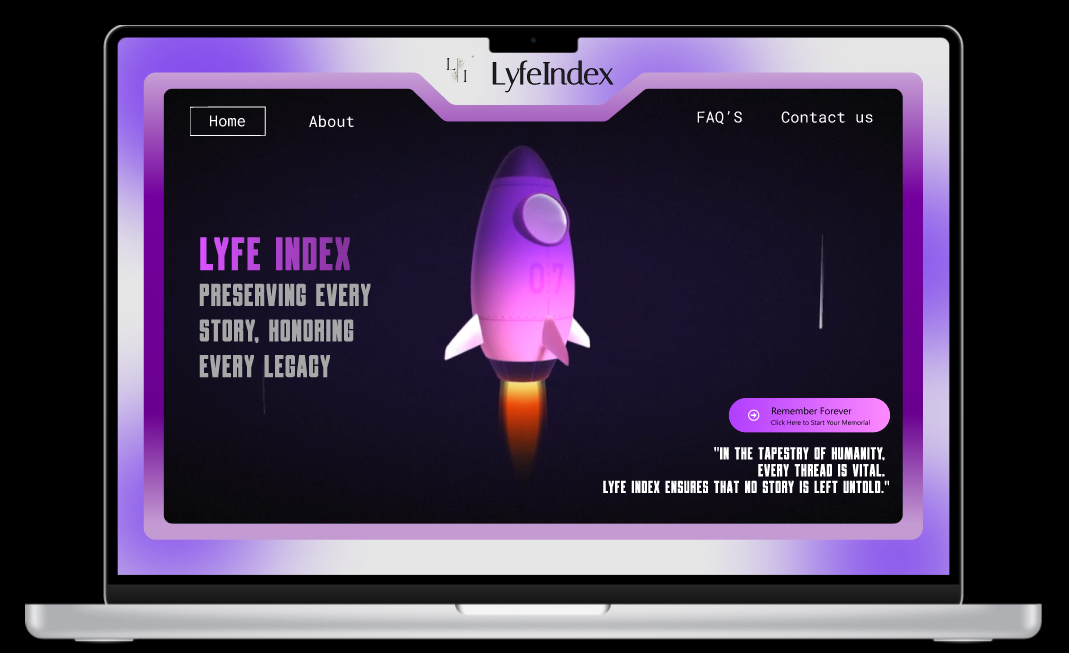 L I LyfeIndex
Home About FAQ'S Contact us
07
LYFE INDEX
PRESERVING EVERY
STORY, HONORING
EVERY LEGACY
Remember Forever
Click Here to Start Your Memorial
"IN THE TAPESTRY OF HUMANITY,
EVERY THREAD IS VITAL.
LYFE INDEX ENSURES THAT NO STORY IS LEFT UNTOLD."